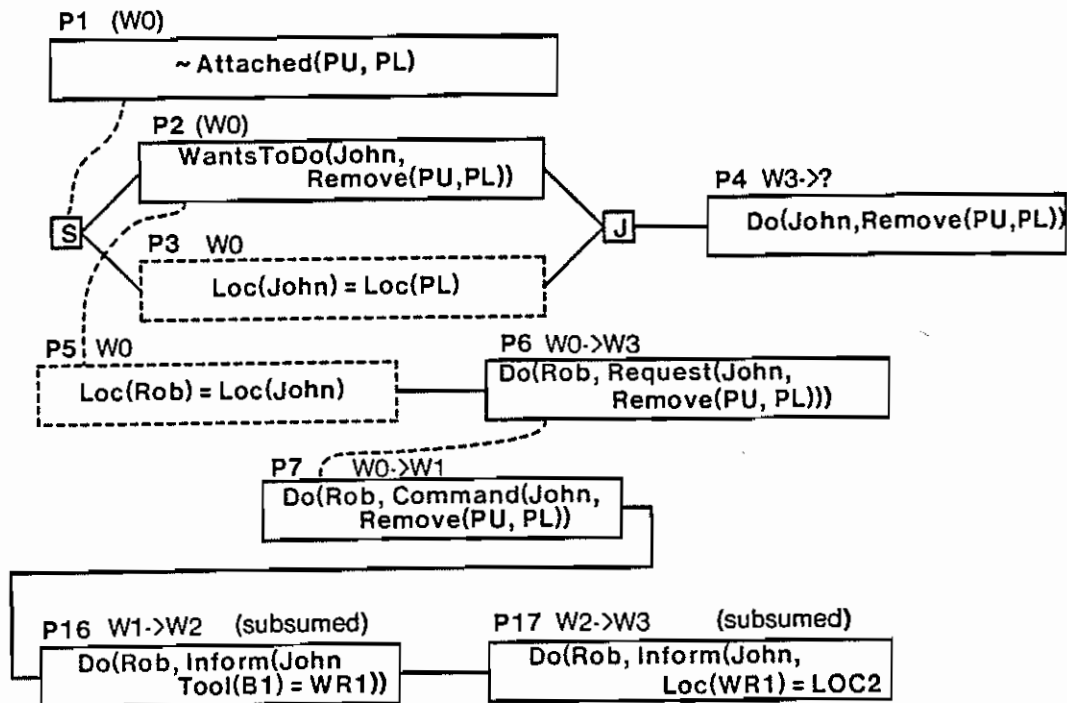 P1 (W0)
~ Attached(PU, PL)
P2 (W0)
WantsToDo(John,
Remove(PU,PL))
S
P3 W0
Loc(John) = Loc(PL)
J
P4 W3->?
Do(John,Remove(PU,PL))
P5 W0
Loc(Rob) = Loc(John)
P6 W0->W3
Do(Rob, Request(John,
Remove(PU, PL)))
P7 W0->W1
Do(Rob, Command(John,
Remove(PU, PL))
P16 W1->W2 (subsumed)
Do(Rob, Inform(John
Tool(B1) = WR1))
P17 W2->W3 (subsumed)
Do(Rob, Inform(John,
Loc(WR1) = LOC2